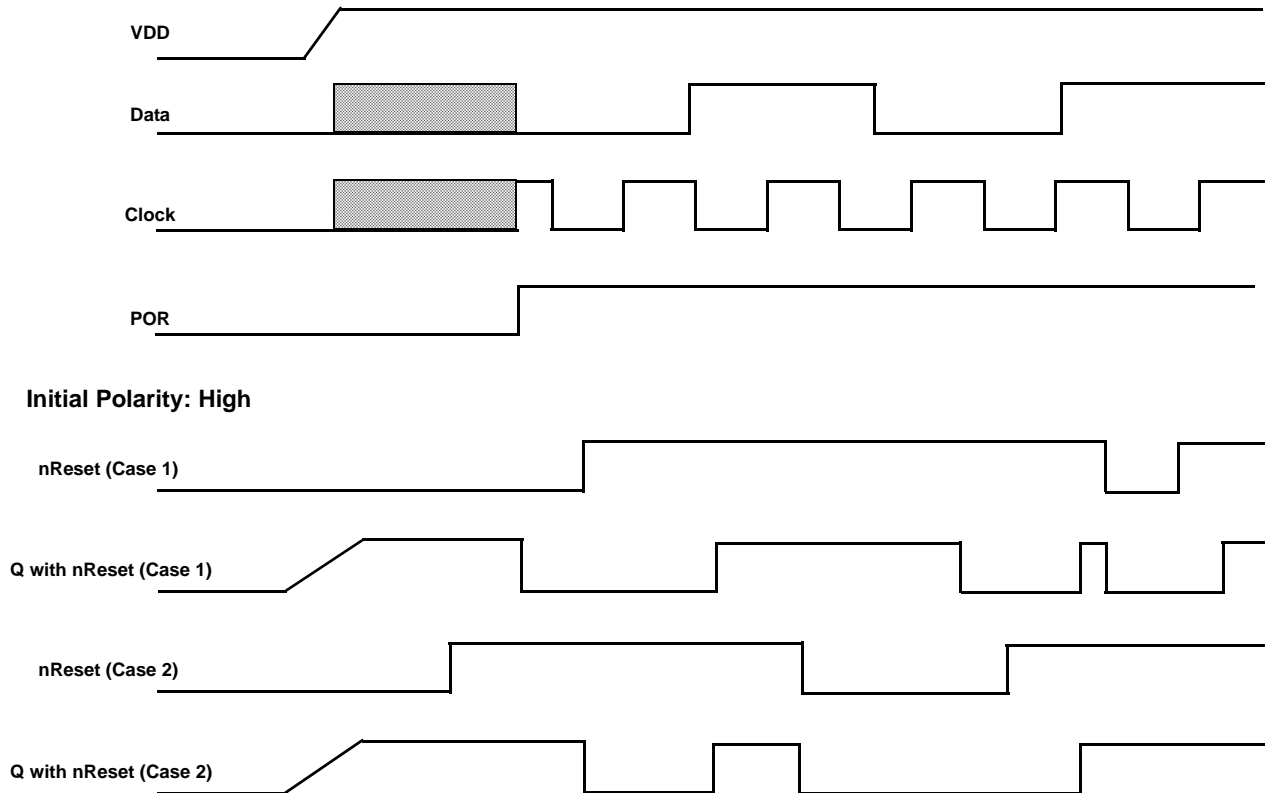 VDD
Data
Clock
POR
Initial Polarity: High
nReset (Case 1)
Q with nReset (Case 1)
nReset (Case 2)
Q with nReset (Case 2)